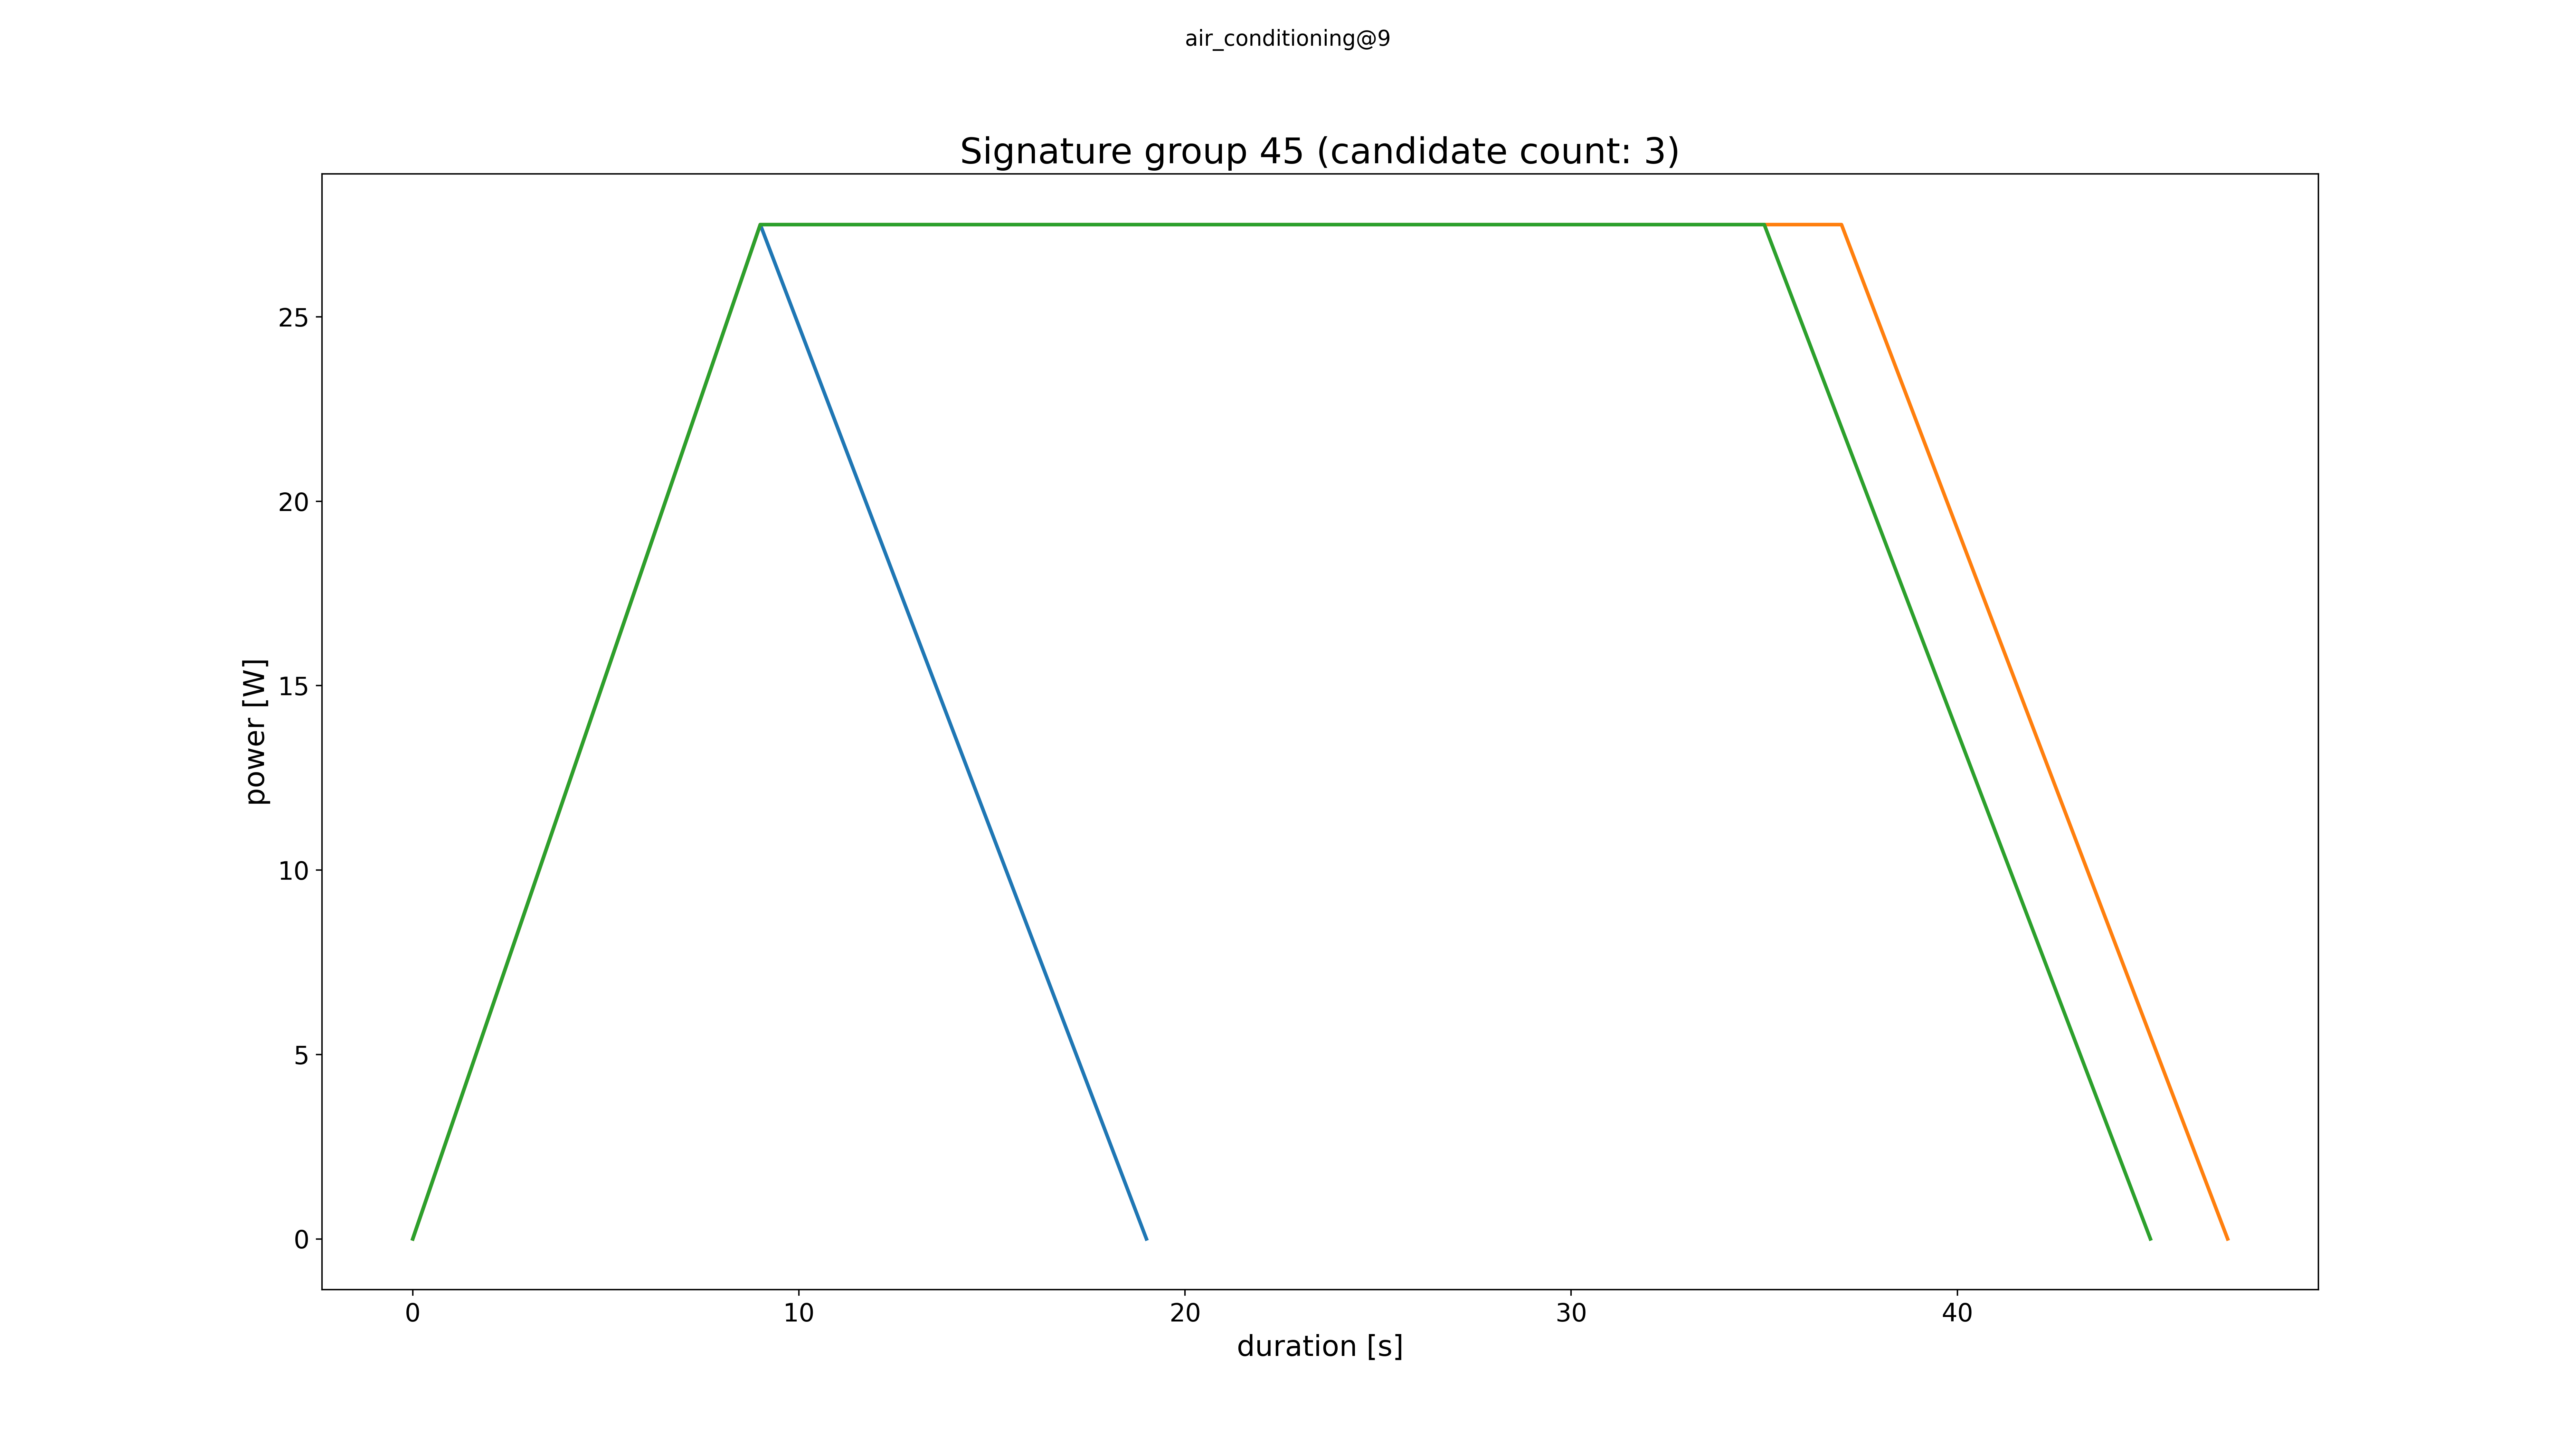 air_conditioning@9
Signature group 45 (candidate count: 3)
power [W]
25
20
15
10
5
0
0 10 20 30 40
duration [s]